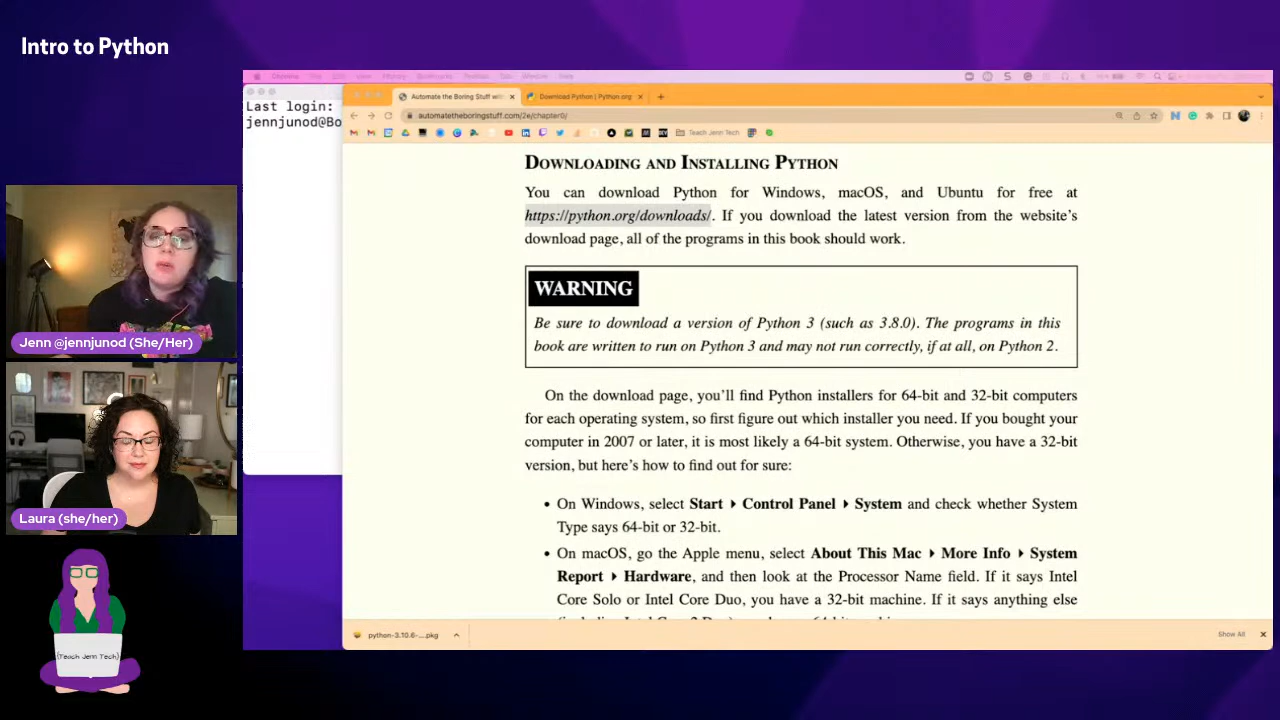 Intro to Python
Last login:
jennjunod@Bo
Automate the Boring Stuff wit
Download Python | Python.org
automatetheboringstuff.com/2e/chapter0/
Teach Jenn Tech
DOWNLOADING AND INSTALLING PYTHON
You can download Python for Windows, macOS, and Ubuntu for free at
https://python.org/downloads/. If you download the latest version from the website's
download page, all of the programs in this book should work.
WARNING
Be sure to download a version of Python 3 (such as 3.8.0). The programs in this
book are written to run on Python 3 and may not run correctly, if at all, on Python 2.
On the download page, you'll find Python installers for 64-bit and 32-bit computers
for each operating system, so first figure out which installer you need. If you bought your
computer in 2007 or later, it is most likely a 64-bit system. Otherwise, you have a 32-bit
version, but here's how to find out for sure:
• On Windows, select Start ▸ Control Panel ▸ System and check whether System
Type says 64-bit or 32-bit.
• On macOS, go the Apple menu, select About This Mac ▸ More Info ▸ System
Report ▸ Hardware, and then look at the Processor Name field. If it says Intel
Core Solo or Intel Core Duo, you have a 32-bit machine. If it says anything else
python-3.10.6-....pkg
Show All
Jenn @jennjunod (She/Her)
Laura (she/her)
{Teach Jenn Tech}